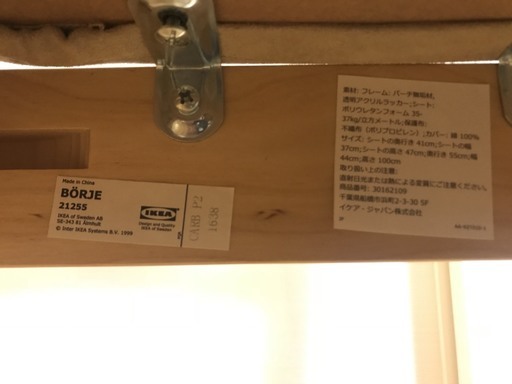 Made in China
BÖRJE
21255
IKEA of Sweden AB
SE-343 81 Älmhult
© Inter IKEA Systems B.V. 1999
IKEA
Design and Quality
IKEA of Sweden
CARB P2
1638
素材: フレーム: バーチ無垢材,
透明アクリルラッカー;シート:
ポリウレタンフォーム 35-
37kg/立方メートル;保護布:
不織布 (ポリプロピレン); カバー: 綿 100%
サイズ: シートの奥行き 41cm;シートの幅
37cm;シートの高さ 47cm;奥行き 55cm;幅
44cm;高さ 100cm
取り扱い上の注意:
直射日光または熱による変質にご注意ください。
商品番号: 30162109
千葉県船橋市浜町2-3-30 5F
イケア・ジャパン株式会社
JP